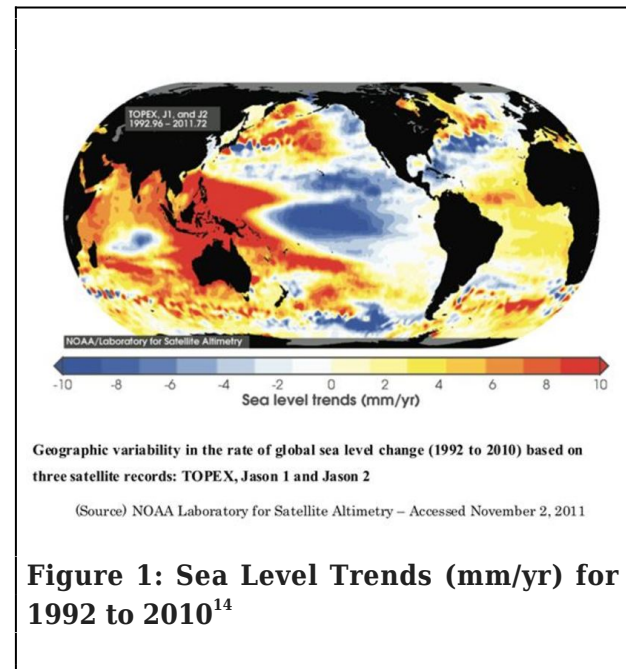 TOPEX, J1, and J2
1992.96 – 2011.72
NOAA/Laboratory for Satellite Altimetry
-10 -8 -6 -4 -2 0 2 4 6 8 10
Sea level trends (mm/yr)
Geographic variability in the rate of global sea level change (1992 to 2010) based on
three satellite records: TOPEX, Jason 1 and Jason 2
(Source) NOAA Laboratory for Satellite Altimetry – Accessed November 2, 2011
Figure 1: Sea Level Trends (mm/yr) for
1992 to 2010¹⁴